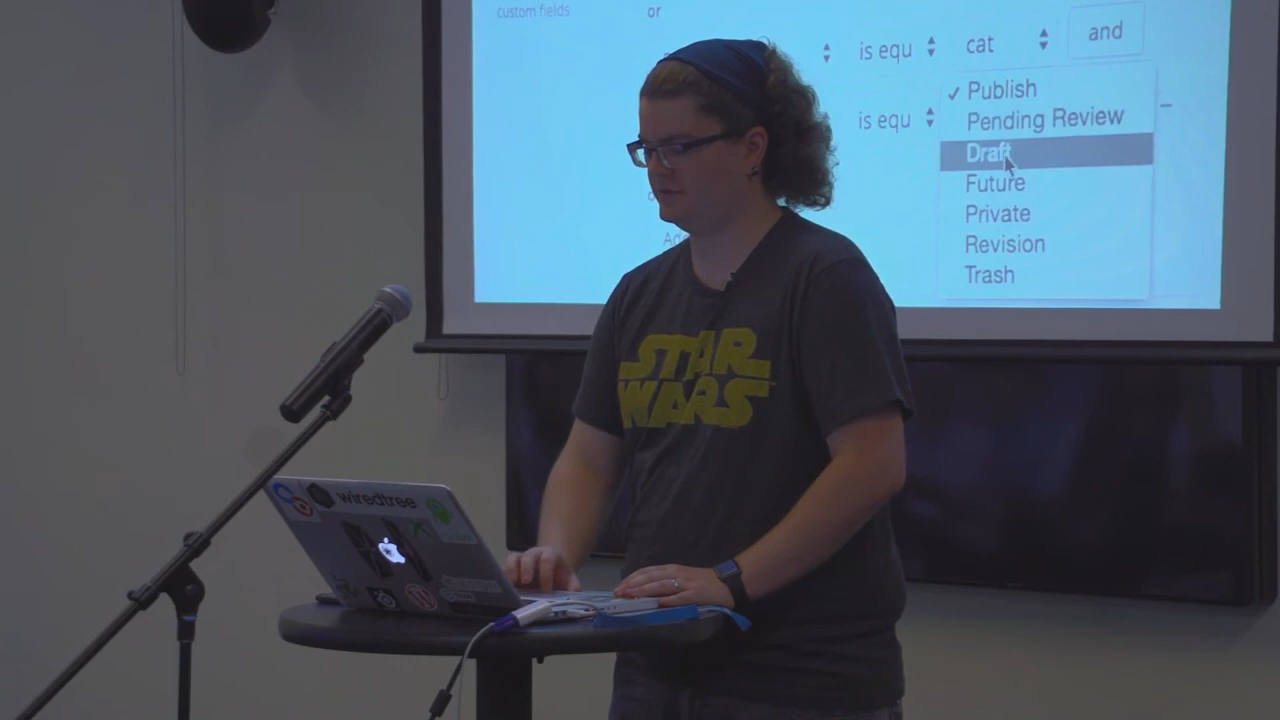 custom fields
or
is equ
cat
and
Publish
is equ
Pending Review
Draft
Future
Private
Revision
Trash
STAR
WARS
wiredtree